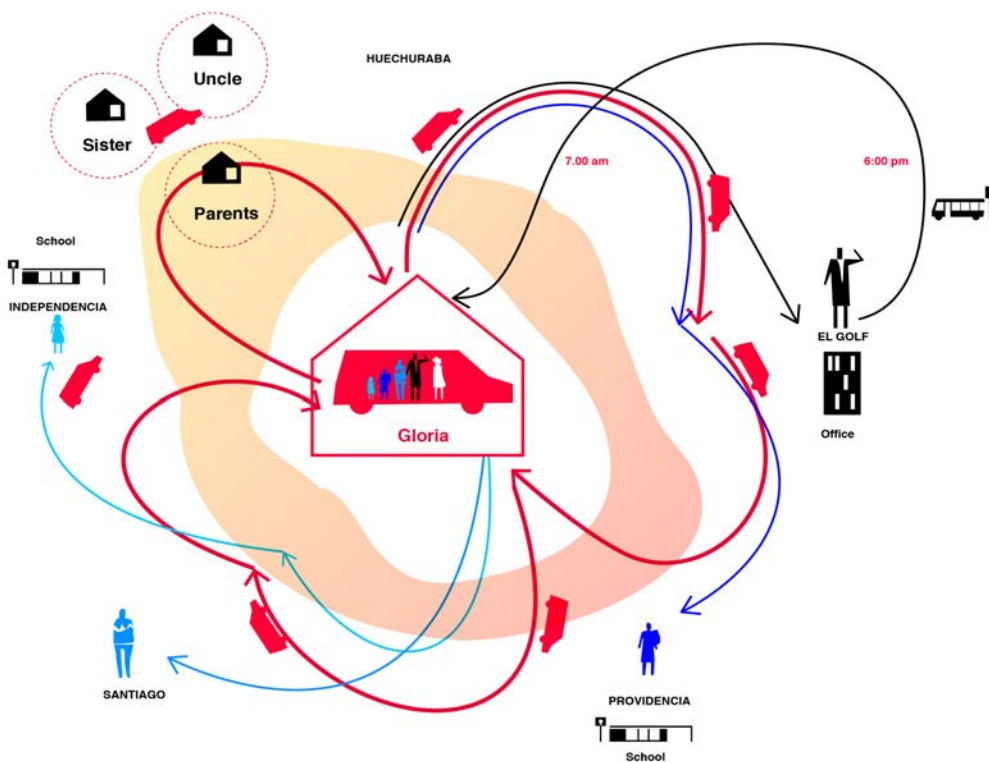 HUECHURABA
Uncle
Sister
7.00 am
6:00 pm
Parents
School
INDEPENDENCIA
EL GOLF
Office
Gloria
SANTIAGO
PROVIDENCIA
School